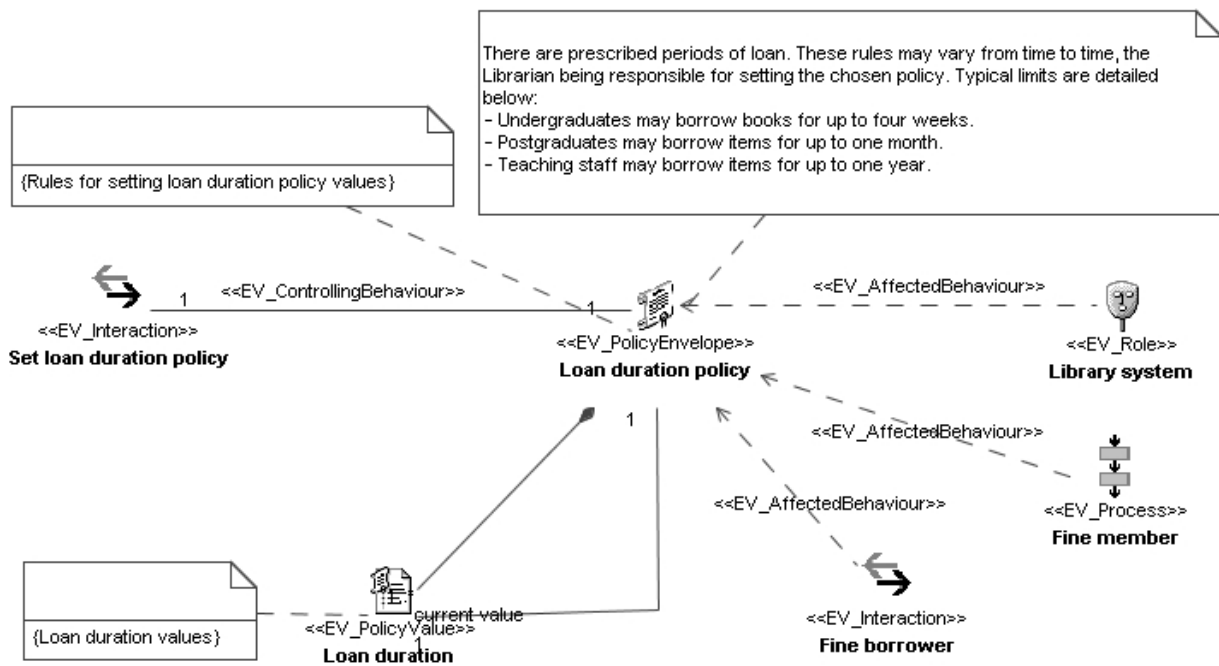 There are prescribed periods of loan. These rules may vary from time to time, the
Librarian being responsible for setting the chosen policy. Typical limits are detailed
below:
- Undergraduates may borrow books for up to four weeks.
- Postgraduates may borrow items for up to one month.
- Teaching staff may borrow items for up to one year.
{Rules for setting loan duration policy values}
1
<<EV_ControllingBehaviour>>
1
<<EV_AffectedBehaviour>>
<<EV_Interaction>>
Set loan duration policy
<<EV_PolicyEnvelope>>
Loan duration policy
<<EV_Role>>
Library system
1
<<EV_AffectedBehaviour>>
<<EV_AffectedBehaviour>>
<<EV_Process>>
Fine member
current value
<<EV_PolicyValue>>
1
Loan duration
{Loan duration values}
<<EV_Interaction>>
Fine borrower